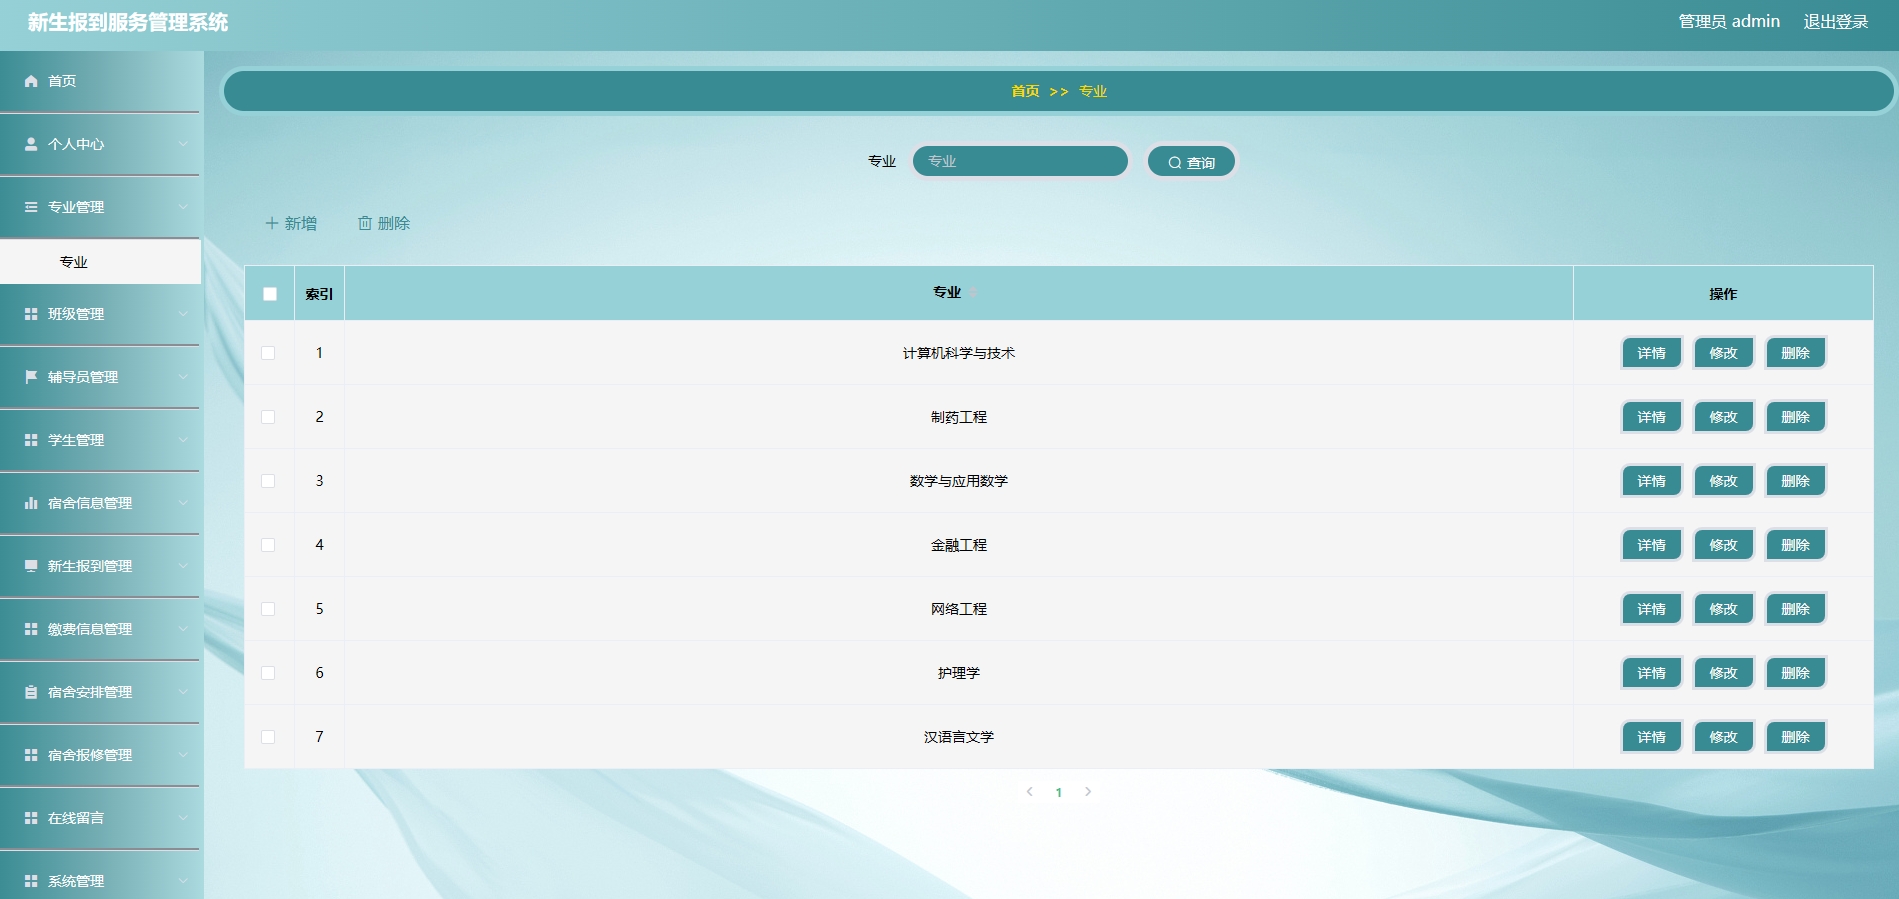 新生报到服务管理系统
管理员 admin 退出登录
首页
个人中心
专业管理
专业
班级管理
辅导员管理
学生管理
宿舍信息管理
新生报到管理
缴费信息管理
宿舍安排管理
宿舍报修管理
在线留言
系统管理
首页 >> 专业
专业 专业 查询
新增 删除
索引 专业 操作
1 计算机科学与技术 详情 修改 删除
2 制药工程 详情 修改 删除
3 数学与应用数学 详情 修改 删除
4 金融工程 详情 修改 删除
5 网络工程 详情 修改 删除
6 护理学 详情 修改 删除
7 汉语言文学 详情 修改 删除
1